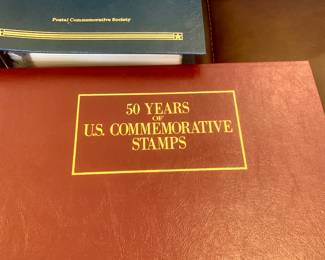 Postal Commemorative Society
50 YEARS
OF
U.S. COMMEMORATIVE
STAMPS